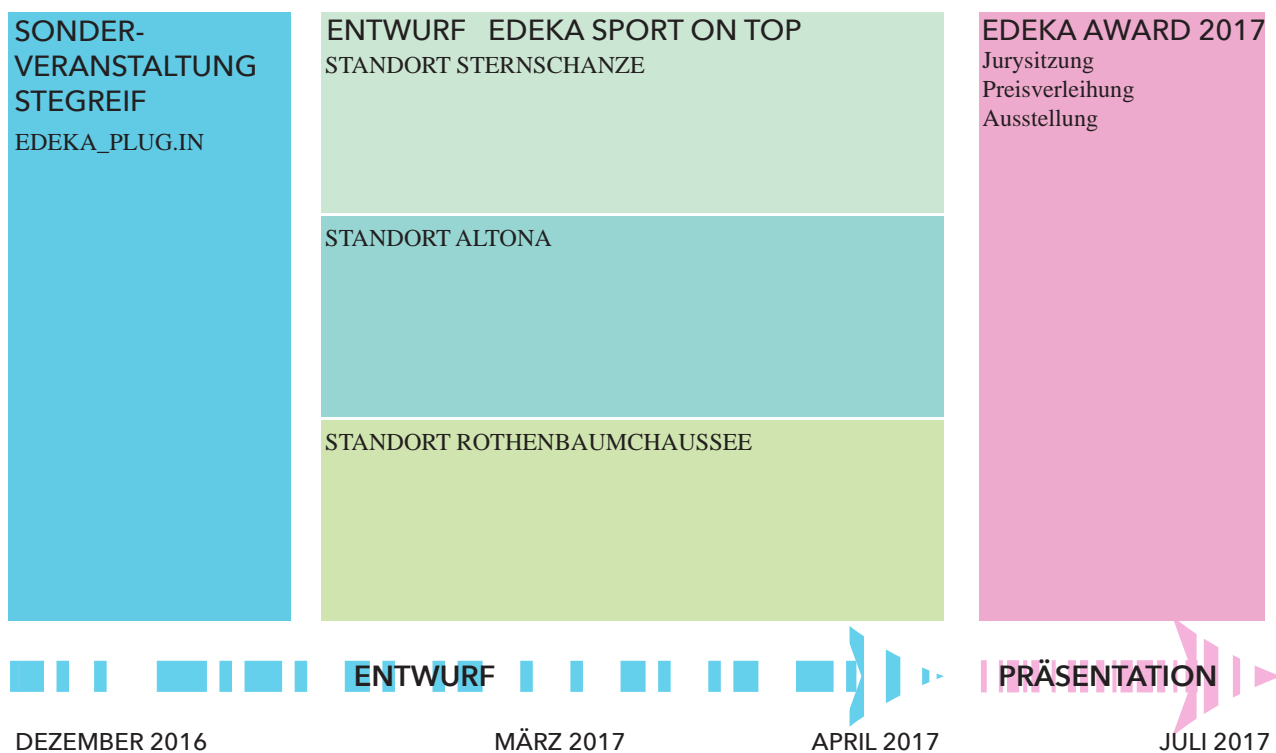 SONDER-
VERANSTALTUNG
STEGREIF
EDEKA_PLUG.IN
ENTWURF EDEKA SPORT ON TOP
STANDORT STERNSCHANZE
STANDORT ALTONA
STANDORT ROTHENBAUMCHAUSSEE
EDEKA AWARD 2017
Jurysitzung
Preisverleihung
Ausstellung
ENTWURF
PRÄSENTATION
DEZEMBER 2016
MÄRZ 2017
APRIL 2017
JULI 2017